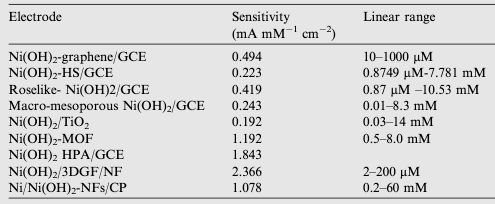 Electrode Sensitivity Linear range
(mA mM⁻¹ cm⁻²)
Ni(OH)₂-graphene/GCE 0.494 10–1000 μM
Ni(OH)₂-HS/GCE 0.223 0.8749 μM-7.781 mM
Roselike- Ni(OH)2/GCE 0.419 0.87 μM –10.53 mM
Macro-mesoporous Ni(OH)₂/GCE 0.243 0.01–8.3 mM
Ni(OH)₂/TiO₂ 0.192 0.03–14 mM
Ni(OH)₂-MOF 1.192 0.5–8.0 mM
Ni(OH)₂ HPA/GCE 1.843
Ni(OH)₂/3DGF/NF 2.366 2–200 μM
Ni/Ni(OH)₂-NFs/CP 1.078 0.2–60 mM